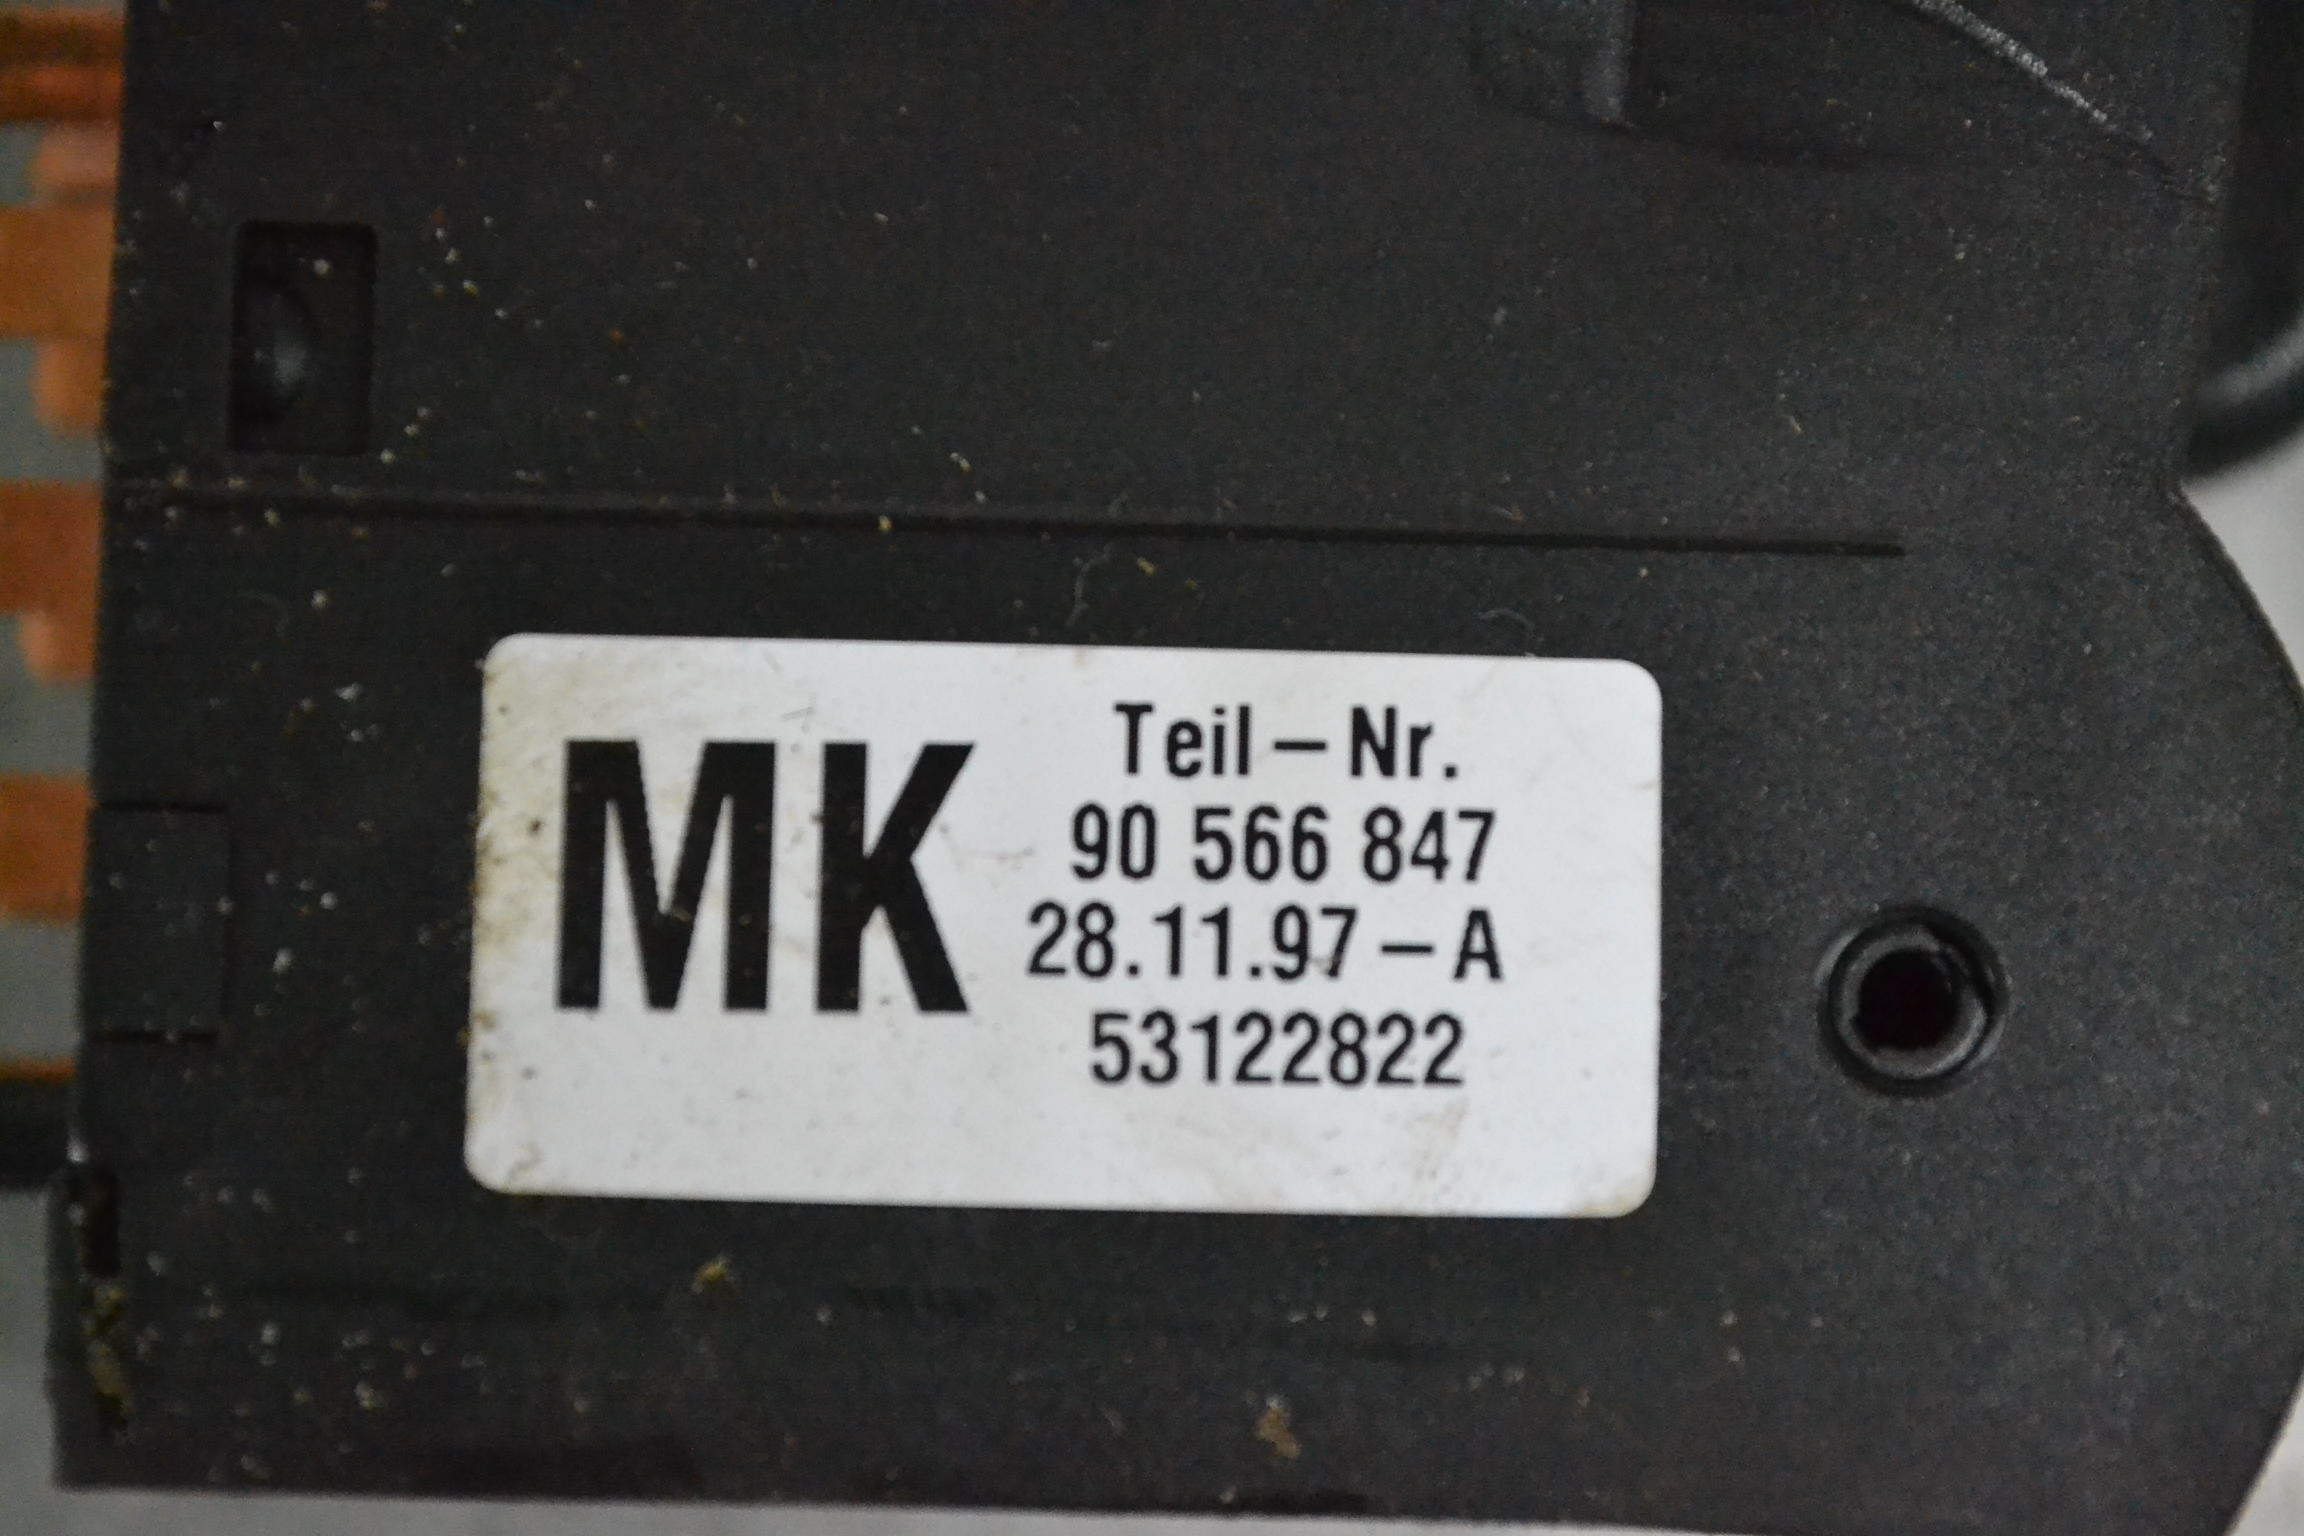 MK
Teil – Nr.
90 566 847
28.11.97 – A
53122822